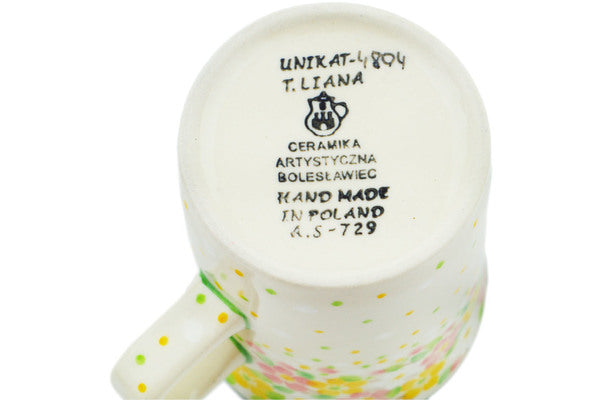 UNIKAT-4804
T. LIANA
CERAMIKA
ARTYSTYCZNA
BOLESŁAWIEC
HAND MADE
IN POLAND
A.S-729